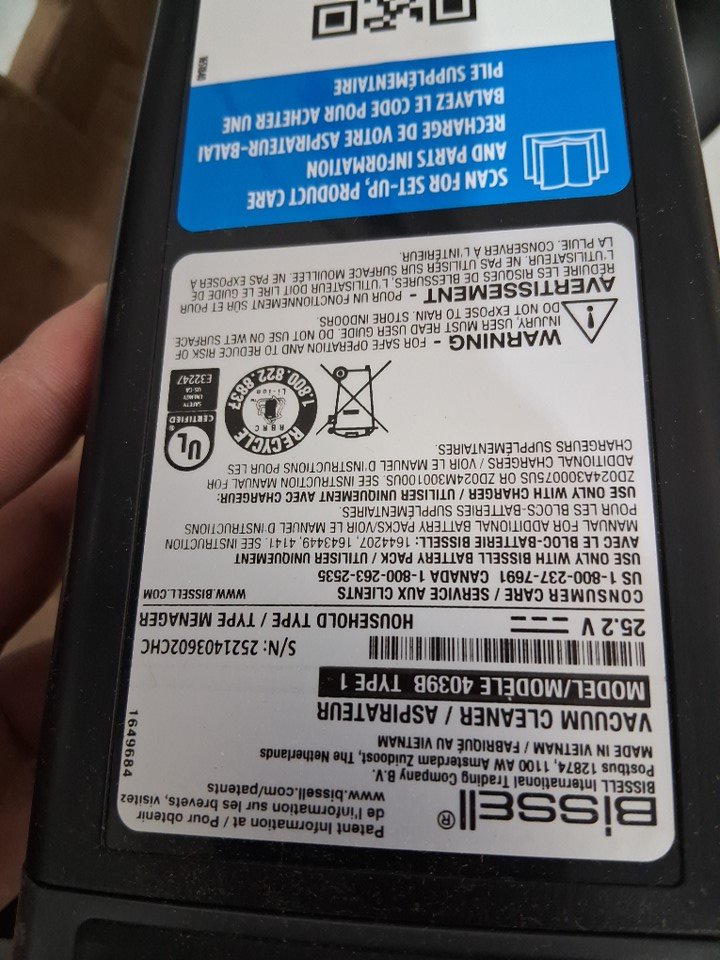 BISSELL®
Patent Information at / Pour obtenir
de l'information sur les brevets, visitez
www.bissell.com/patents
BISSELL International Trading Company B.V.
Postbus 12874, 1100 AW Amsterdam Zuidoost, The Netherlands
MADE IN VIETNAM / FABRIQUÉ AU VIETNAM
VACUUM CLEANER / ASPIRATEUR
1649684
MODEL/MODÈLE 4039B TYPE 1
S/N: 2521403602CHC
25.2 V
HOUSEHOLD TYPE / TYPE MENAGER
CONSUMER CARE / SERVICE AUX CLIENTS
WWW.BISSELL.COM
US 1-800-237-7691 CANADA 1-800-263-2535
USE ONLY WITH BISSELL BATTERY PACK / UTILISER UNIQUEMENT
AVEC LE BLOC-BATTERIE BISSELL: 1644207, 1643449, 4141. SEE INSTRUCTION
MANUAL FOR ADDITIONAL BATTERY PACKS/VOIR LE MANUEL D'INSTRUCTIONS
POUR LES BLOCS-BATTERIES SUPPLÉMENTAIRES.
USE ONLY WITH CHARGER / UTILISER UNIQUEMENT AVEC CHARGEUR:
ZD024A300075US OR ZD024M300100US. SEE INSTRUCTION MANUAL FOR
ADDITIONAL CHARGERS / VOIR LE MANUEL D'INSTRUCTIONS POUR LES
CHARGEURS SUPPLÉMENTAIRES.
RECYCLE
RBRC
Li-ion
1.800.822.8837
UL
CERTIFIED
SAFETY
ENERGY
US-CA
E32247
WARNING - FOR SAFE OPERATION AND TO REDUCE RISK OF
INJURY, USER MUST READ USER GUIDE. DO NOT USE ON WET SURFACE.
DO NOT EXPOSE TO RAIN. STORE INDOORS.
AVERTISSEMENT - POUR UN FONCTIONNEMENT SÛR ET POUR
RÉDUIRE LES RISQUES DE BLESSURES, L'UTILISATEUR DOIT LIRE LE GUIDE DE
L'UTILISATEUR. NE PAS UTILISER SUR SURFACE MOUILLÉE. NE PAS EXPOSER À
LA PLUIE. CONSERVER À L'INTÉRIEUR.
SCAN FOR SET-UP, PRODUCT CARE
AND PARTS INFORMATION
RECHARGE DE VOTRE ASPIRATEUR-BALAI
BALAYEZ LE CODE POUR ACHETER UNE
PILE SUPPLÉMENTAIRE